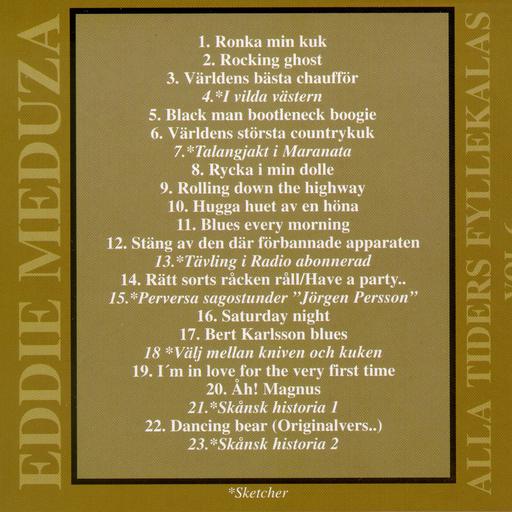 EDDIE MEDUZA
1. Ronka min kuk
2. Rocking ghost
3. Världens bästa chaufför
4.*I vilda västern
5. Black man bootleneck boogie
6. Världens största countrykuk
7.*Talangjakt i Maranata
8. Rycka i min dolle
9. Rolling down the highway
10. Hugga huet av en höna
11. Blues every morning
12. Stäng av den där förbannade apparaten
13.*Tävling i Radio abonnerad
14. Rätt sorts råcken råll/Have a party..
15.*Perversa sagostunder ”Jörgen Persson”
16. Saturday night
17. Bert Karlsson blues
18 *Välj mellan kniven och kuken
19. I´m in love for the very first time
20. Åh! Magnus
21.*Skånsk historia 1
22. Dancing bear (Originalvers..)
23.*Skånsk historia 2
*Sketcher
ALLA TIDERS FYLLEKALAS